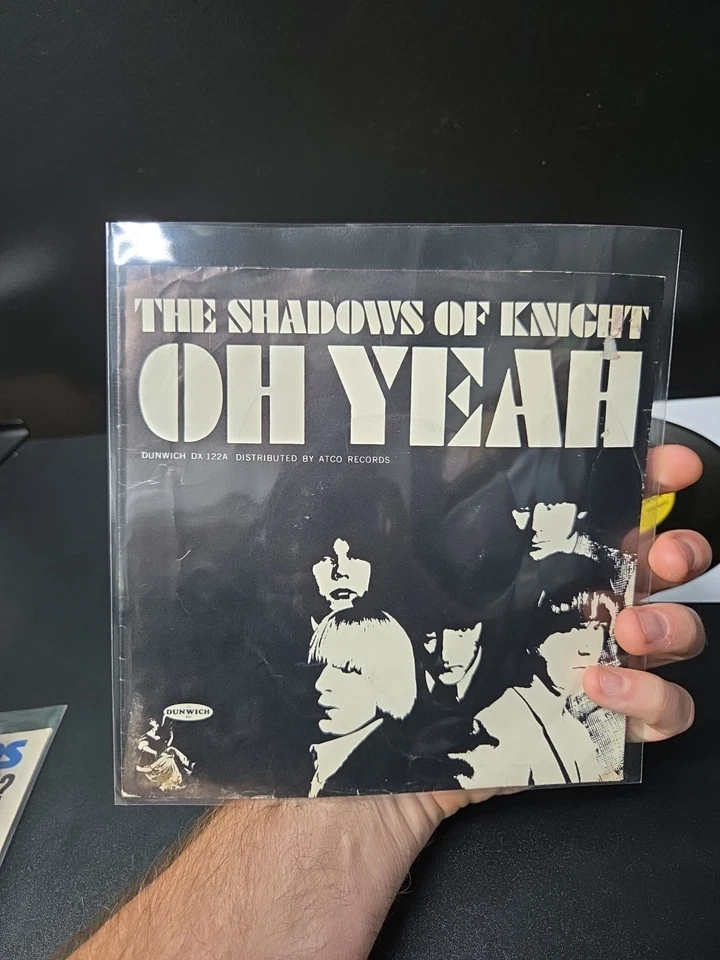 THE SHADOWS OF KNIGHT
OH YEAH
DUNWICH DX 122A DISTRIBUTED BY ATCO RECORDS
DUNWICH